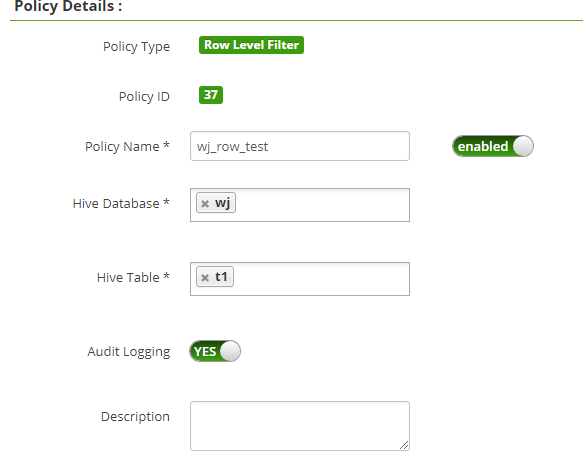 Policy Details :
Policy Type Row Level Filter
Policy ID 37
Policy Name * wj_row_test enabled
Hive Database * × wj
Hive Table * × t1
Audit Logging YES
Description